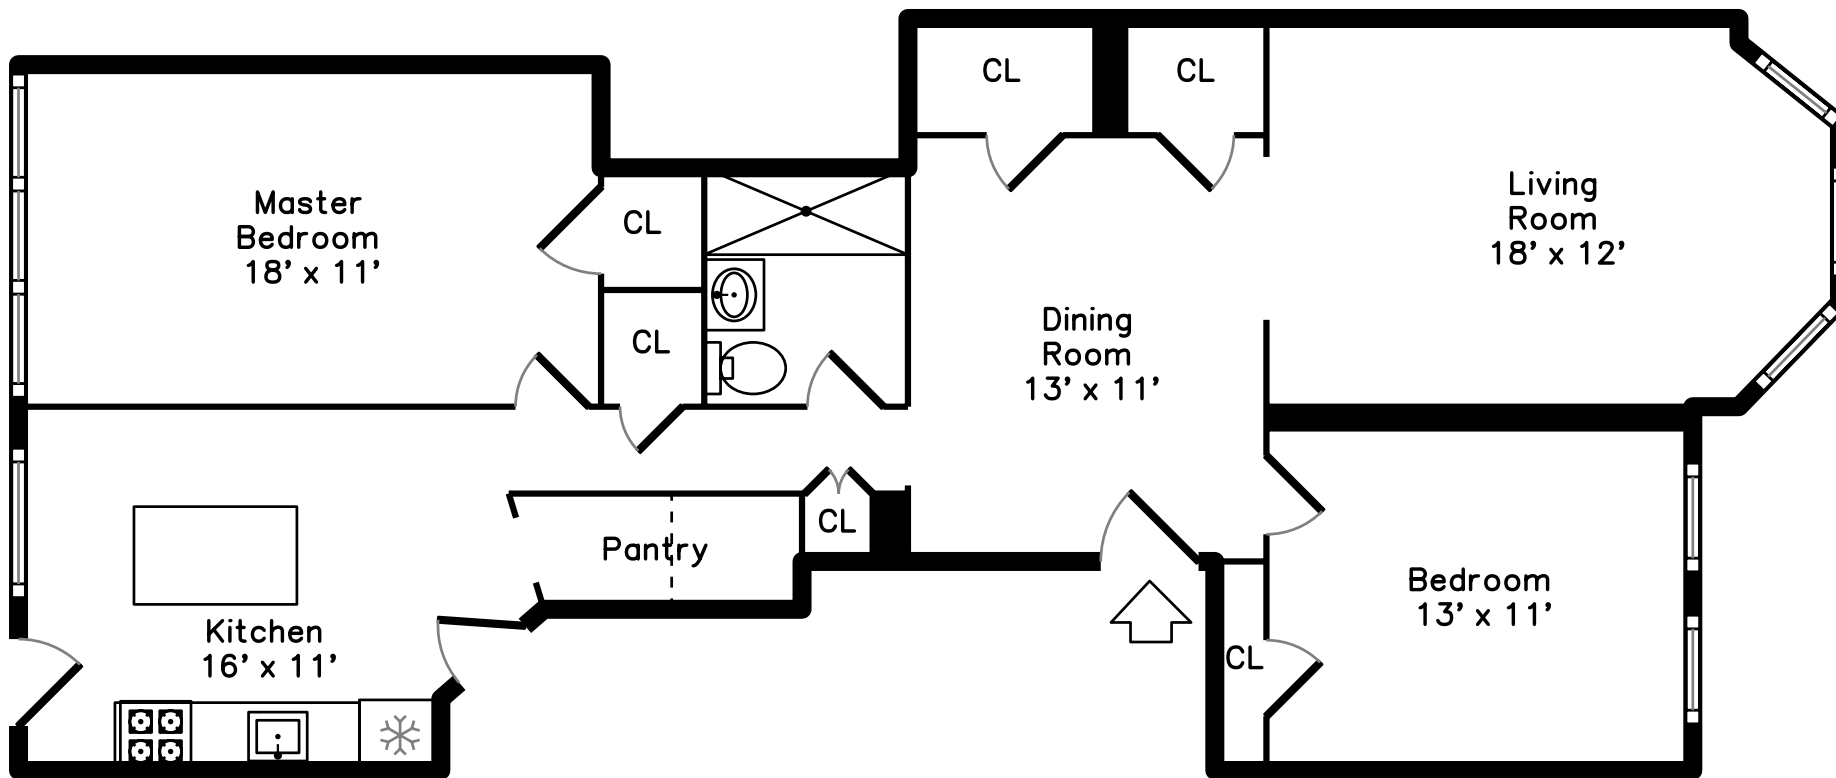 CL
CL
Master
Bedroom
18' x 11'
CL
Living
Room
18' x 12'
CL
Dining
Room
13' x 11'
CL
Pantry
Bedroom
13' x 11'
Kitchen
16' x 11'
CL